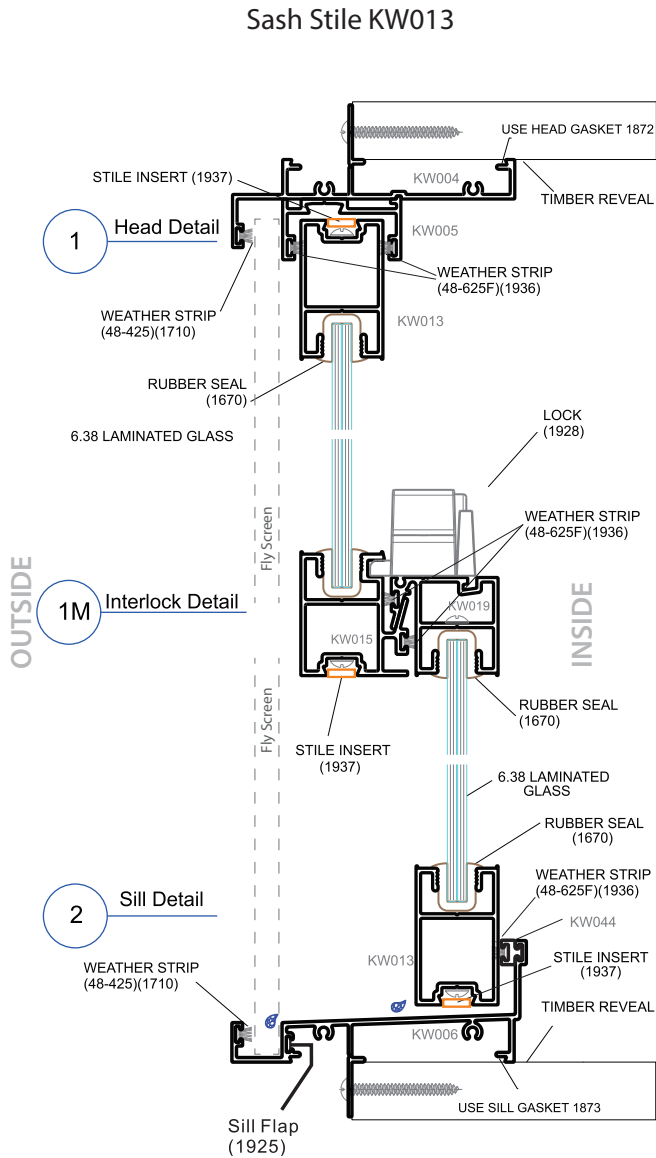 Sash Stile KW013
USE HEAD GASKET 1872
STILE INSERT (1937)
KW004
TIMBER REVEAL
1
Head Detail
KW005
WEATHER STRIP
(48-625F)(1936)
WEATHER STRIP
(48-425)(1710)
KW013
RUBBER SEAL
(1670)
6.38 LAMINATED GLASS
LOCK
(1928)
Fly Screen
WEATHER STRIP
(48-625F)(1936)
OUTSIDE
1M
Interlock Detail
KW019
INSIDE
KW015
Fly Screen
RUBBER SEAL
(1670)
STILE INSERT
(1937)
6.38 LAMINATED
GLASS
RUBBER SEAL
(1670)
WEATHER STRIP
(48-625F)(1936)
2
Sill Detail
KW044
KW013
STILE INSERT
(1937)
WEATHER STRIP
(48-425)(1710)
TIMBER REVEAL
KW006
USE SILL GASKET 1873
Sill Flap
(1925)